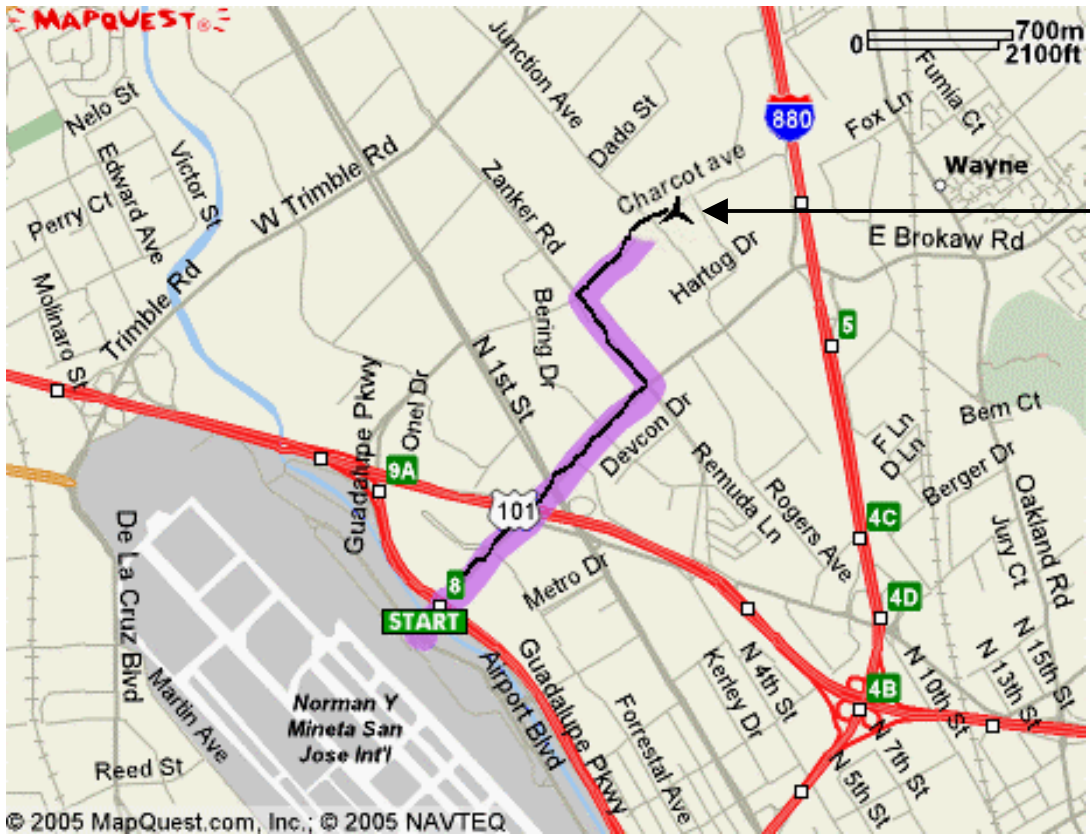 MAPQUEST®
700m
0
2100ft
Junction Ave
Nelo St
Dado St
880
Fox Ln
Fumia Ct
Edward Ave
Victor St
W Trimble Rd
Zanker Rd
Charcot ave
Wayne
Perry Ct
E Brokaw Rd
Molinaro St
Trimble Rd
Bering Dr
Hartog Dr
N 1st St
5
Guadalupe Pkwy
Onel Dr
Devcon Dr
Bem Ct
9A
F Ln
D Ln
Berger Dr
Remuda Ln
Rogers Ave
Oakland Rd
101
4C
Jury Ct
De La Cruz Blvd
8
Metro Dr
START
4D
Airport Blvd
Guadalupe Pkwy
N 4th St
Kerley Dr
N 10th St
N 13th St
N 15th St
4B
Martin Ave
Norman Y
Mineta San
Jose Int'l
Forrestal Ave
N 7th St
N 5th St
Reed St
© 2005 MapQuest.com, Inc.; © 2005 NAVTEQ